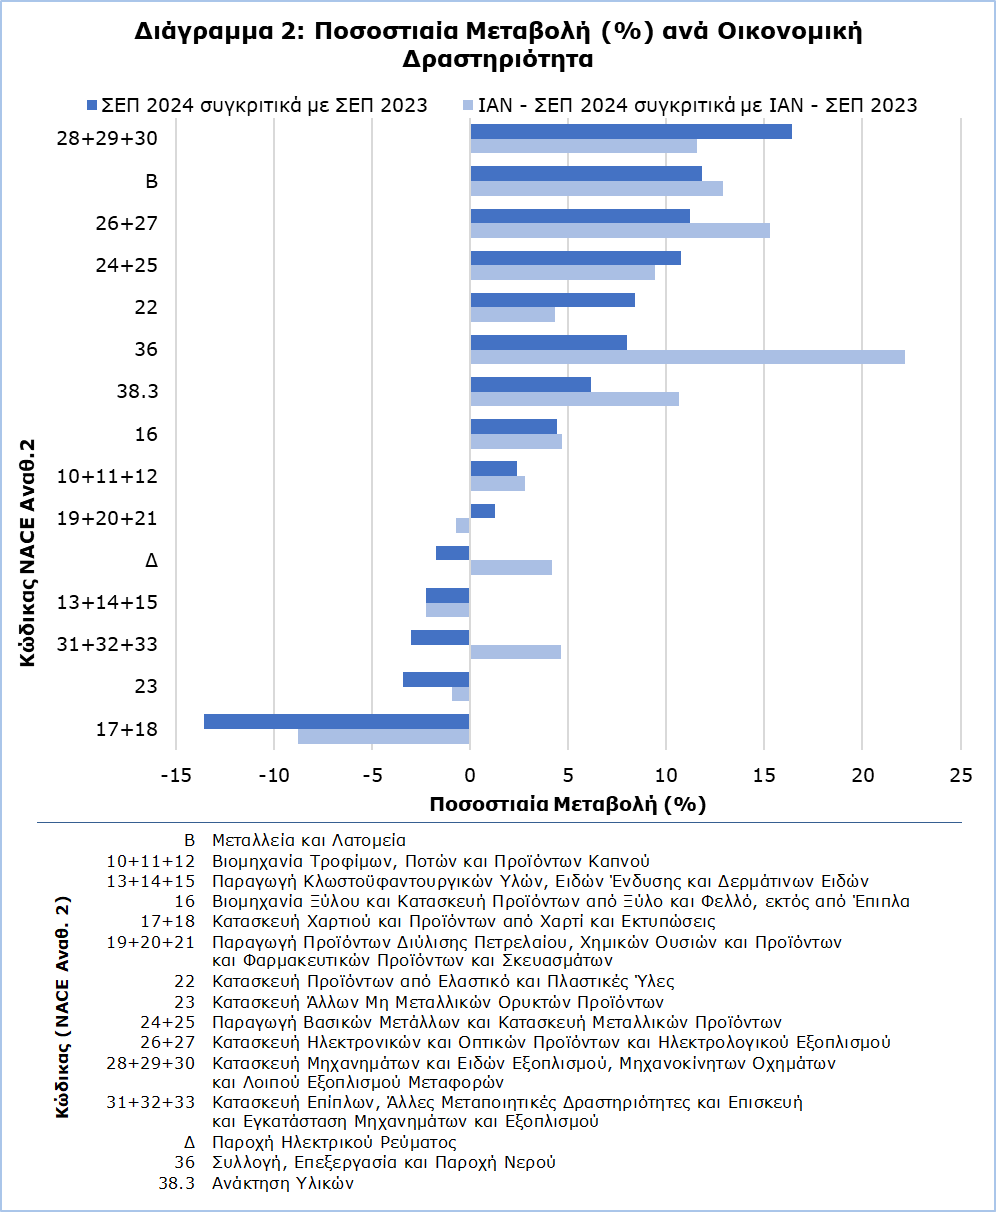 Διάγραμμα 2: Ποσοστιαία Μεταβολή (%) ανά Οικονομική
Δραστηριότητα
ΣΕΠ 2024 συγκριτικά με ΣΕΠ 2023
ΙΑΝ - ΣΕΠ 2024 συγκριτικά με ΙΑΝ - ΣΕΠ 2023
28+29+30
Β
26+27
24+25
22
36
38.3
16
10+11+12
19+20+21
Δ
13+14+15
31+32+33
23
17+18
Κώδικας NACE Αναθ.2
-15 -10 -5 0 5 10 15 20 25
Ποσοστιαία Μεταβολή (%)
Κώδικας (NACE Αναθ. 2)
Β Μεταλλεία και Λατομεία
10+11+12 Βιομηχανία Τροφίμων, Ποτών και Προϊόντων Καπνού
13+14+15 Παραγωγή Κλωστοϋφαντουργικών Υλών, Ειδών Ένδυσης και Δερμάτινων Ειδών
16 Βιομηχανία Ξύλου και Κατασκευή Προϊόντων από Ξύλο και Φελλό, εκτός από Έπιπλα
17+18 Κατασκευή Χαρτιού και Προϊόντων από Χαρτί και Εκτυπώσεις
19+20+21 Παραγωγή Προϊόντων Διύλισης Πετρελαίου, Χημικών Ουσιών και Προϊόντων
και Φαρμακευτικών Προϊόντων και Σκευασμάτων
22 Κατασκευή Προϊόντων από Ελαστικό και Πλαστικές Ύλες
23 Κατασκευή Άλλων Μη Μεταλλικών Ορυκτών Προϊόντων
24+25 Παραγωγή Βασικών Μετάλλων και Κατασκευή Μεταλλικών Προϊόντων
26+27 Κατασκευή Ηλεκτρονικών και Οπτικών Προϊόντων και Ηλεκτρολογικού Εξοπλισμού
28+29+30 Κατασκευή Μηχανημάτων και Ειδών Εξοπλισμού, Μηχανοκίνητων Οχημάτων
και Λοιπού Εξοπλισμού Μεταφορών
31+32+33 Κατασκευή Επίπλων, Άλλες Μεταποιητικές Δραστηριότητες και Επισκευή
και Εγκατάσταση Μηχανημάτων και Εξοπλισμού
Δ Παροχή Ηλεκτρικού Ρεύματος
36 Συλλογή, Επεξεργασία και Παροχή Νερού
38.3 Ανάκτηση Υλικών